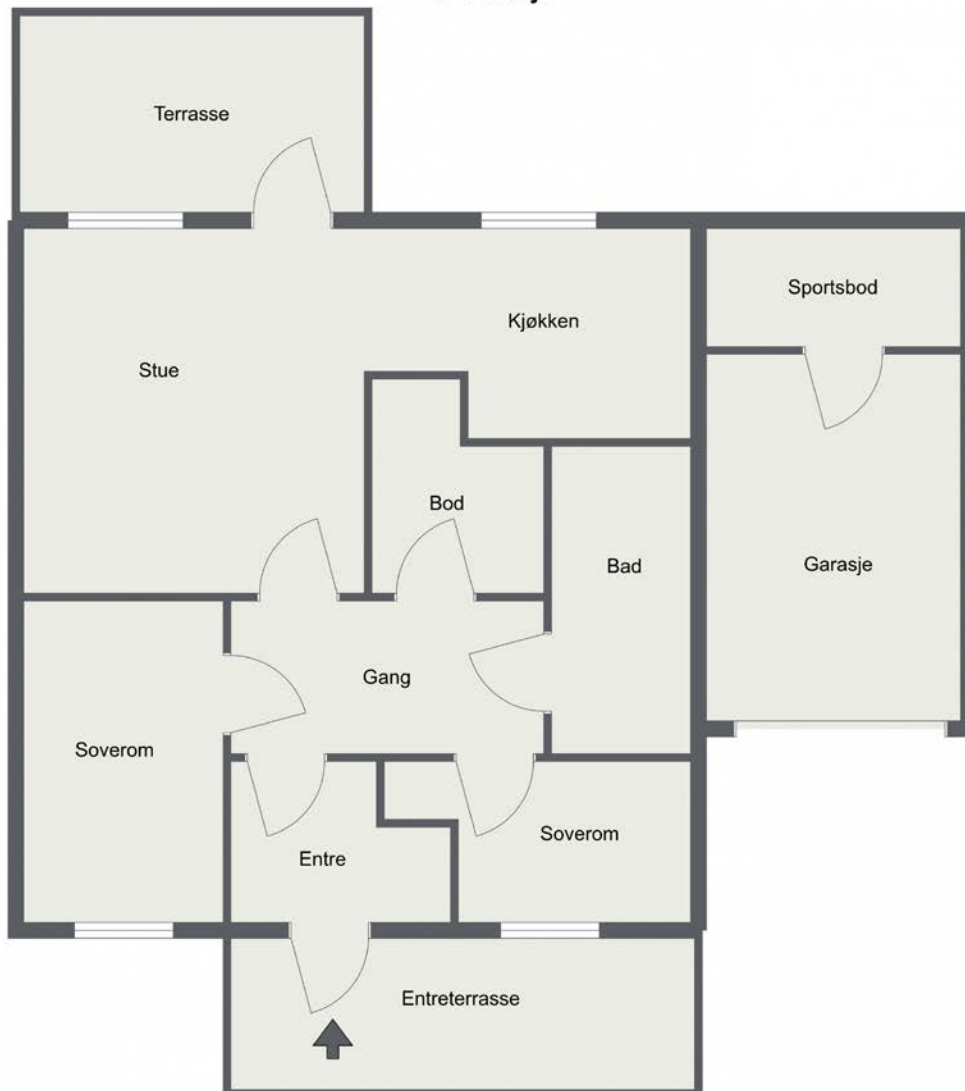 Terrasse
Sportsbod
Kjøkken
Stue
Bod
Bad
Garasje
Gang
Soverom
Soverom
Entre
Entreterrasse